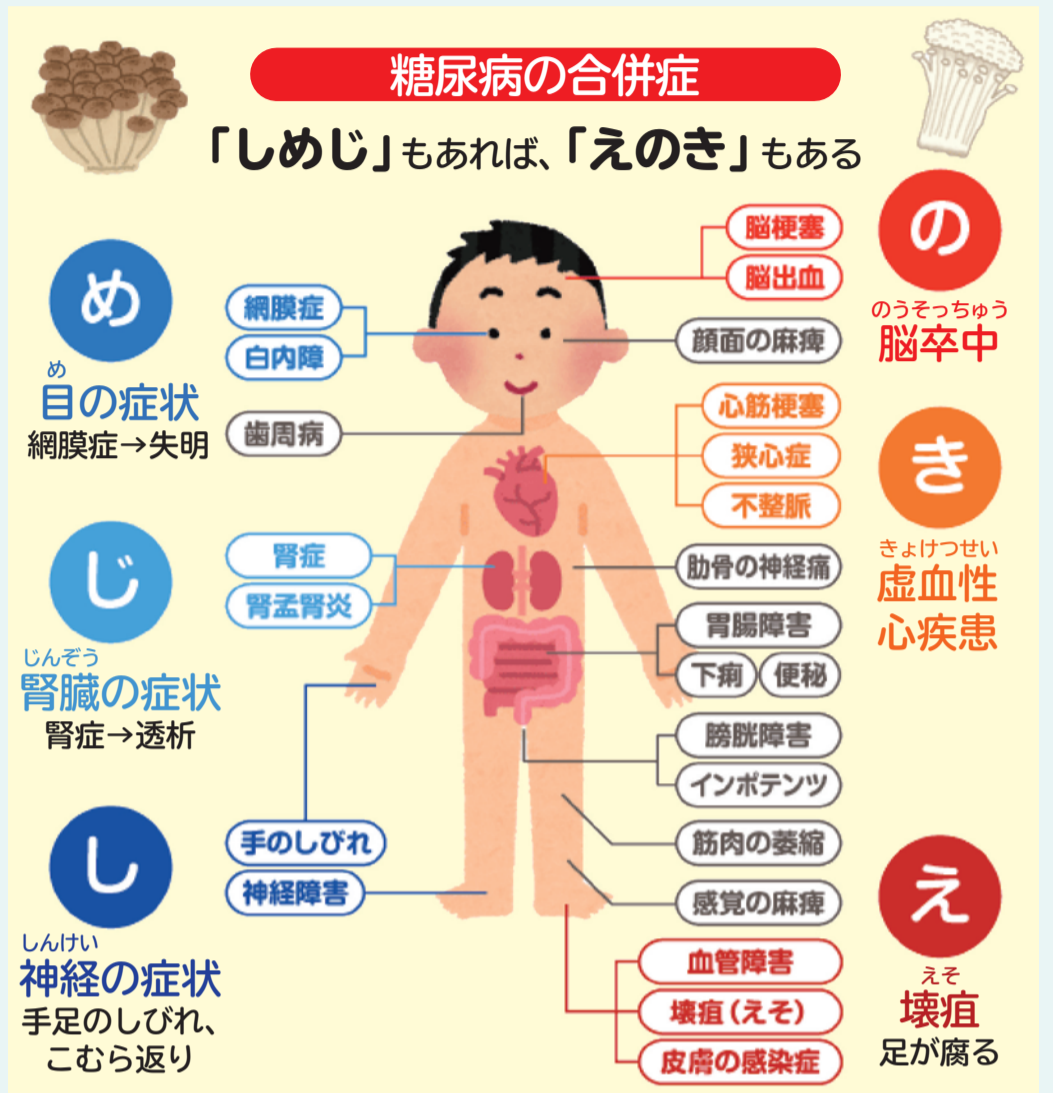 糖尿病の合併症
「しめじ」もあれば、「えのき」もある
め
め
目の症状
網膜症→失明
網膜症
白内障
歯周病
じ
じんぞう
腎臓の症状
腎症→透析
腎症
腎盂腎炎
し
しんけい
神経の症状
手足のしびれ、
こむら返り
手のしびれ
神経障害
の
のうそっちゅう
脳卒中
脳梗塞
脳出血
顔面の麻痺
き
きょけつせい
虚血性
心疾患
心筋梗塞
狭心症
不整脈
肋骨の神経痛
胃腸障害
下痢 便秘
膀胱障害
インポテンツ
筋肉の萎縮
感覚の麻痺
え
えそ
壊疽
足が腐る
血管障害
壊疽(えそ)
皮膚の感染症